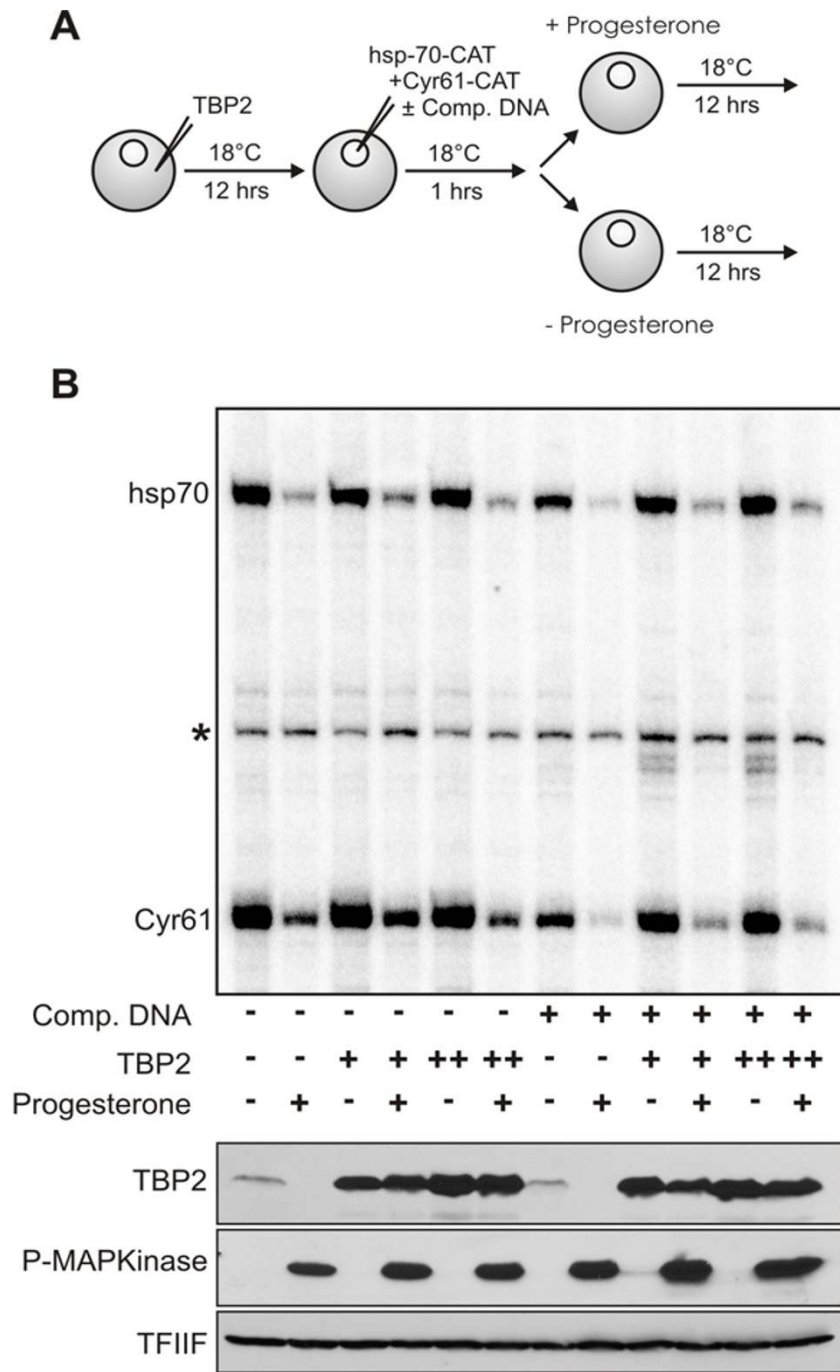 A
TBP2
18°C
12 hrs
hsp-70-CAT
+Cyr61-CAT
± Comp. DNA
18°C
1 hrs
+ Progesterone
18°C
12 hrs
18°C
12 hrs
- Progesterone
B
hsp70
*
Cyr61
Comp. DNA - - - - - - + + + + + +
TBP2 - - + + ++ ++ - - + + ++ ++
Progesterone - + - + - + - + - + - +
TBP2
P-MAPKinase
TFIIF